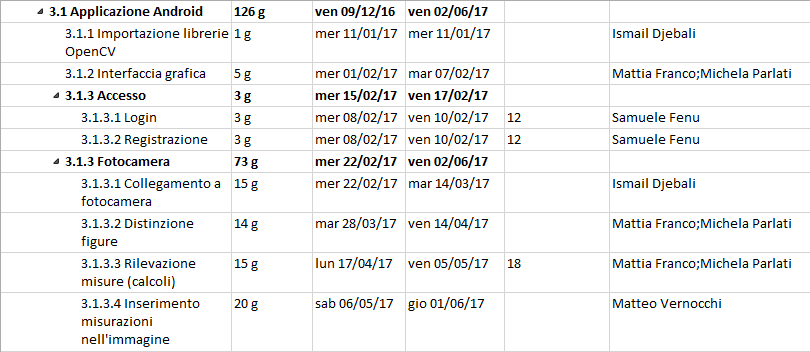 3.1 Applicazione Android 126 g ven 09/12/16 ven 02/06/17
3.1.1 Importazione librerie 1 g mer 11/01/17 mer 11/01/17 Ismail Djebali
OpenCV
3.1.2 Interfaccia grafica 5 g mer 01/02/17 mar 07/02/17 Mattia Franco;Michela Parlati
3.1.3 Accesso 3 g mer 15/02/17 ven 17/02/17
3.1.3.1 Login 3 g mer 08/02/17 ven 10/02/17 12 Samuele Fenu
3.1.3.2 Registrazione 3 g mer 08/02/17 ven 10/02/17 12 Samuele Fenu
3.1.3 Fotocamera 73 g mer 22/02/17 ven 02/06/17
3.1.3.1 Collegamento a 15 g mer 22/02/17 mar 14/03/17 Ismail Djebali
fotocamera
3.1.3.2 Distinzione 14 g mar 28/03/17 ven 14/04/17 Mattia Franco;Michela Parlati
figure
3.1.3.3 Rilevazione 15 g lun 17/04/17 ven 05/05/17 18 Mattia Franco;Michela Parlati
misure (calcoli)
3.1.3.4 Inserimento 20 g sab 06/05/17 gio 01/06/17 Matteo Vernocchi
misurazioni
nell'immagine